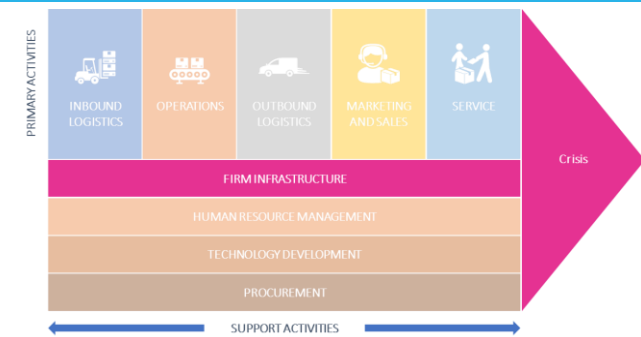 PRIMARY ACTIVITIES
INBOUND
LOGISTICS
OPERATIONS
OUTBOUND
LOGISTICS
MARKETING
AND SALES
SERVICE
Crisis
FIRM INFRASTRUCTURE
HUMAN RESOURCE MANAGEMENT
TECHNOLOGY DEVELOPMENT
PROCUREMENT
SUPPORT ACTIVITIES